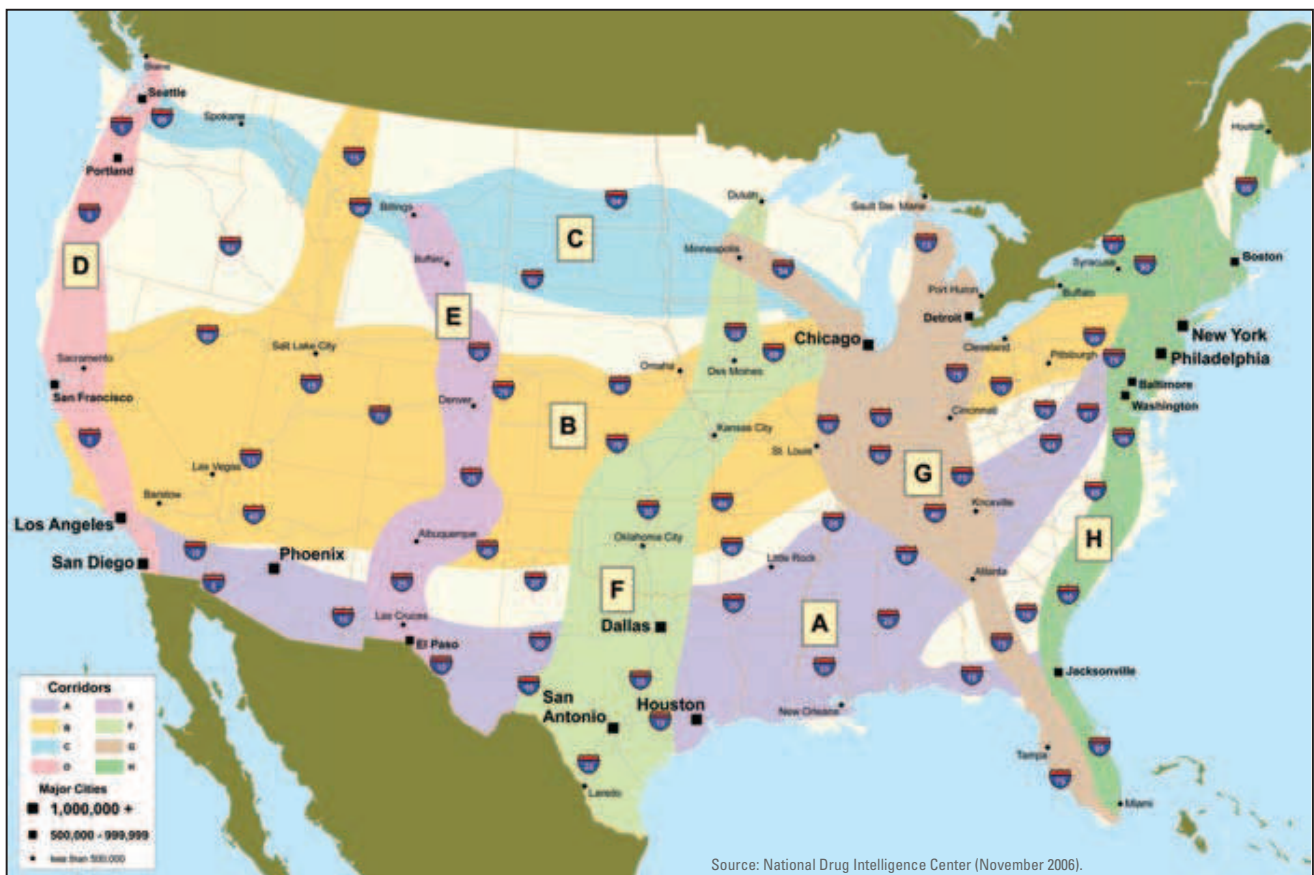 Blaine
Seattle
Spokane
Portland
Houlton
Billings
Duluth
Sault Ste. Marie
Minneapolis
Buffalo
Syracuse
Boston
Port Huron
Buffalo
Detroit
Chicago
Cleveland
New York
Philadelphia
Pittsburgh
Baltimore
Washington
Sacramento
San Francisco
Salt Lake City
Omaha
Des Moines
Denver
Kansas City
St. Louis
Cincinnati
Las Vegas
Barstow
Los Angeles
San Diego
Phoenix
Albuquerque
Las Cruces
El Paso
Oklahoma City
Little Rock
Knoxville
Atlanta
Dallas
San
Antonio
Houston
New Orleans
Laredo
Jacksonville
Tampa
Miami
D
C
E
B
G
H
F
A
Corridors
A E
B F
C G
D H
Major Cities
1,000,000 +
500,000 - 999,999
less than 500,000
Source: National Drug Intelligence Center (November 2006).